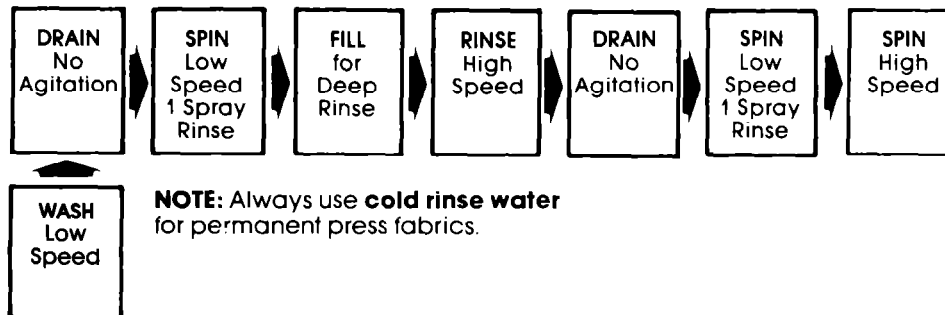 DRAIN
No
Agitation
SPIN
Low
Speed
1 Spray
Rinse
FILL
for
Deep
Rinse
RINSE
High
Speed
DRAIN
No
Agitation
SPIN
Low
Speed
1 Spray
Rinse
SPIN
High
Speed
WASH
Low
Speed
NOTE: Always use cold rinse water
for permanent press fabrics.